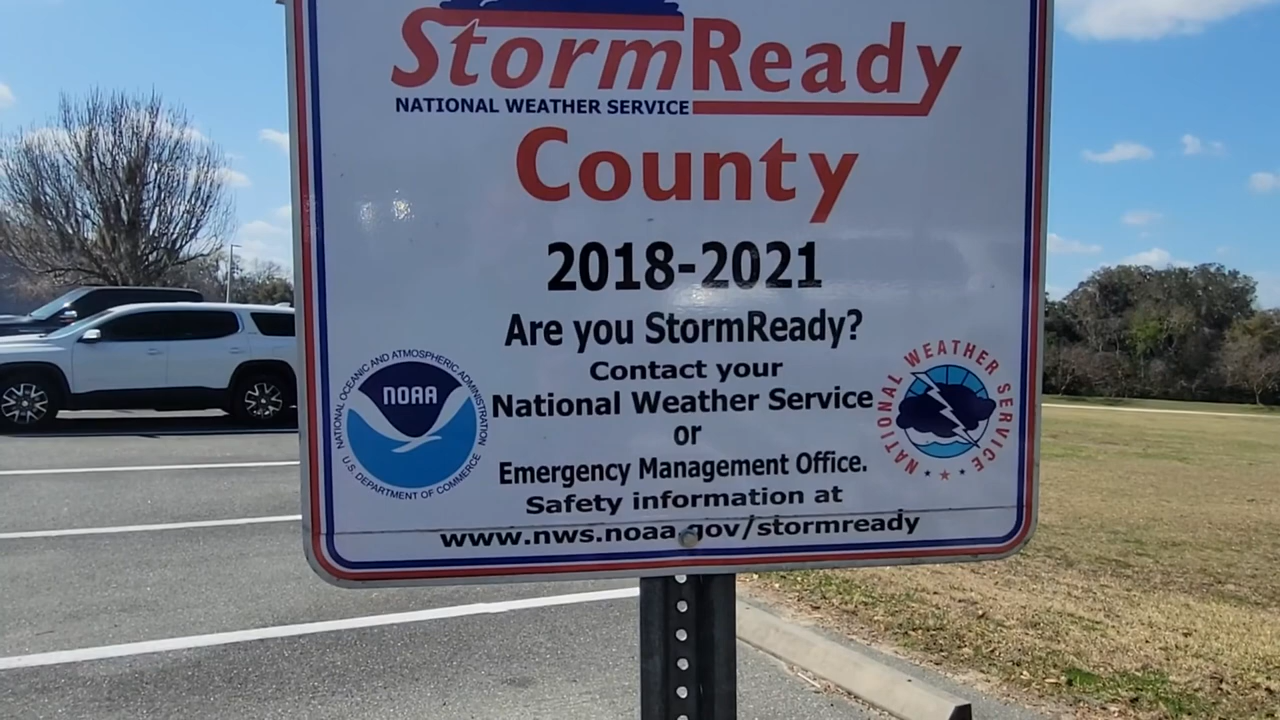 StormReady
NATIONAL WEATHER SERVICE
County
2018-2021
Are you StormReady?
Contact your
National Weather Service
or
Emergency Management Office.
Safety information at
www.nws.noaa.gov/stormready
NATIONAL OCEANIC AND ATMOSPHERIC ADMINISTRATION
NOAA
U.S. DEPARTMENT OF COMMERCE
NATIONAL WEATHER SERVICE